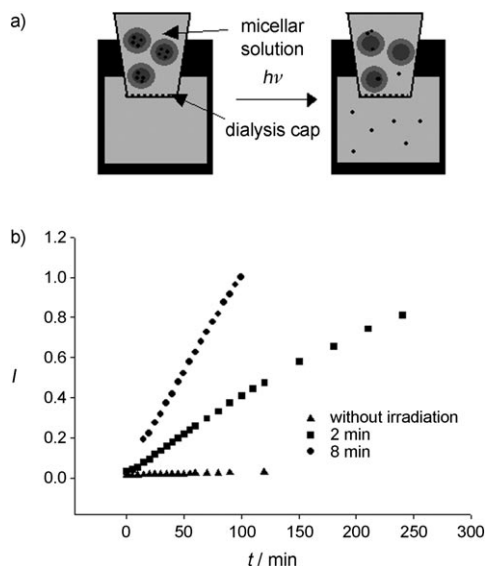 a)
micellar
solution
hν
dialysis cap
b)
1.2
1.0
0.8
0.6
0.4
0.2
0.0
I
without irradiation
2 min
8 min
0 50 100 150 200 250 300
t / min